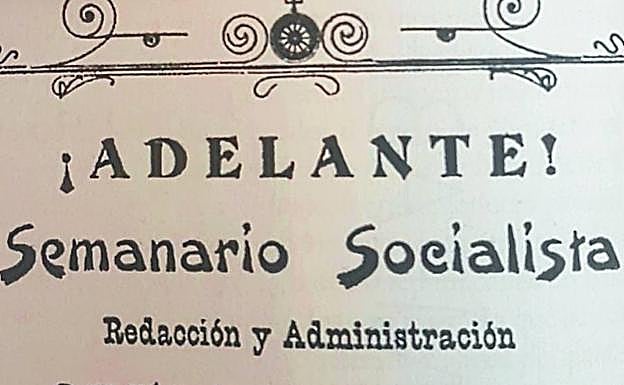 ¡ADELANTE!
Semanario Socialista
Redacción y Administración